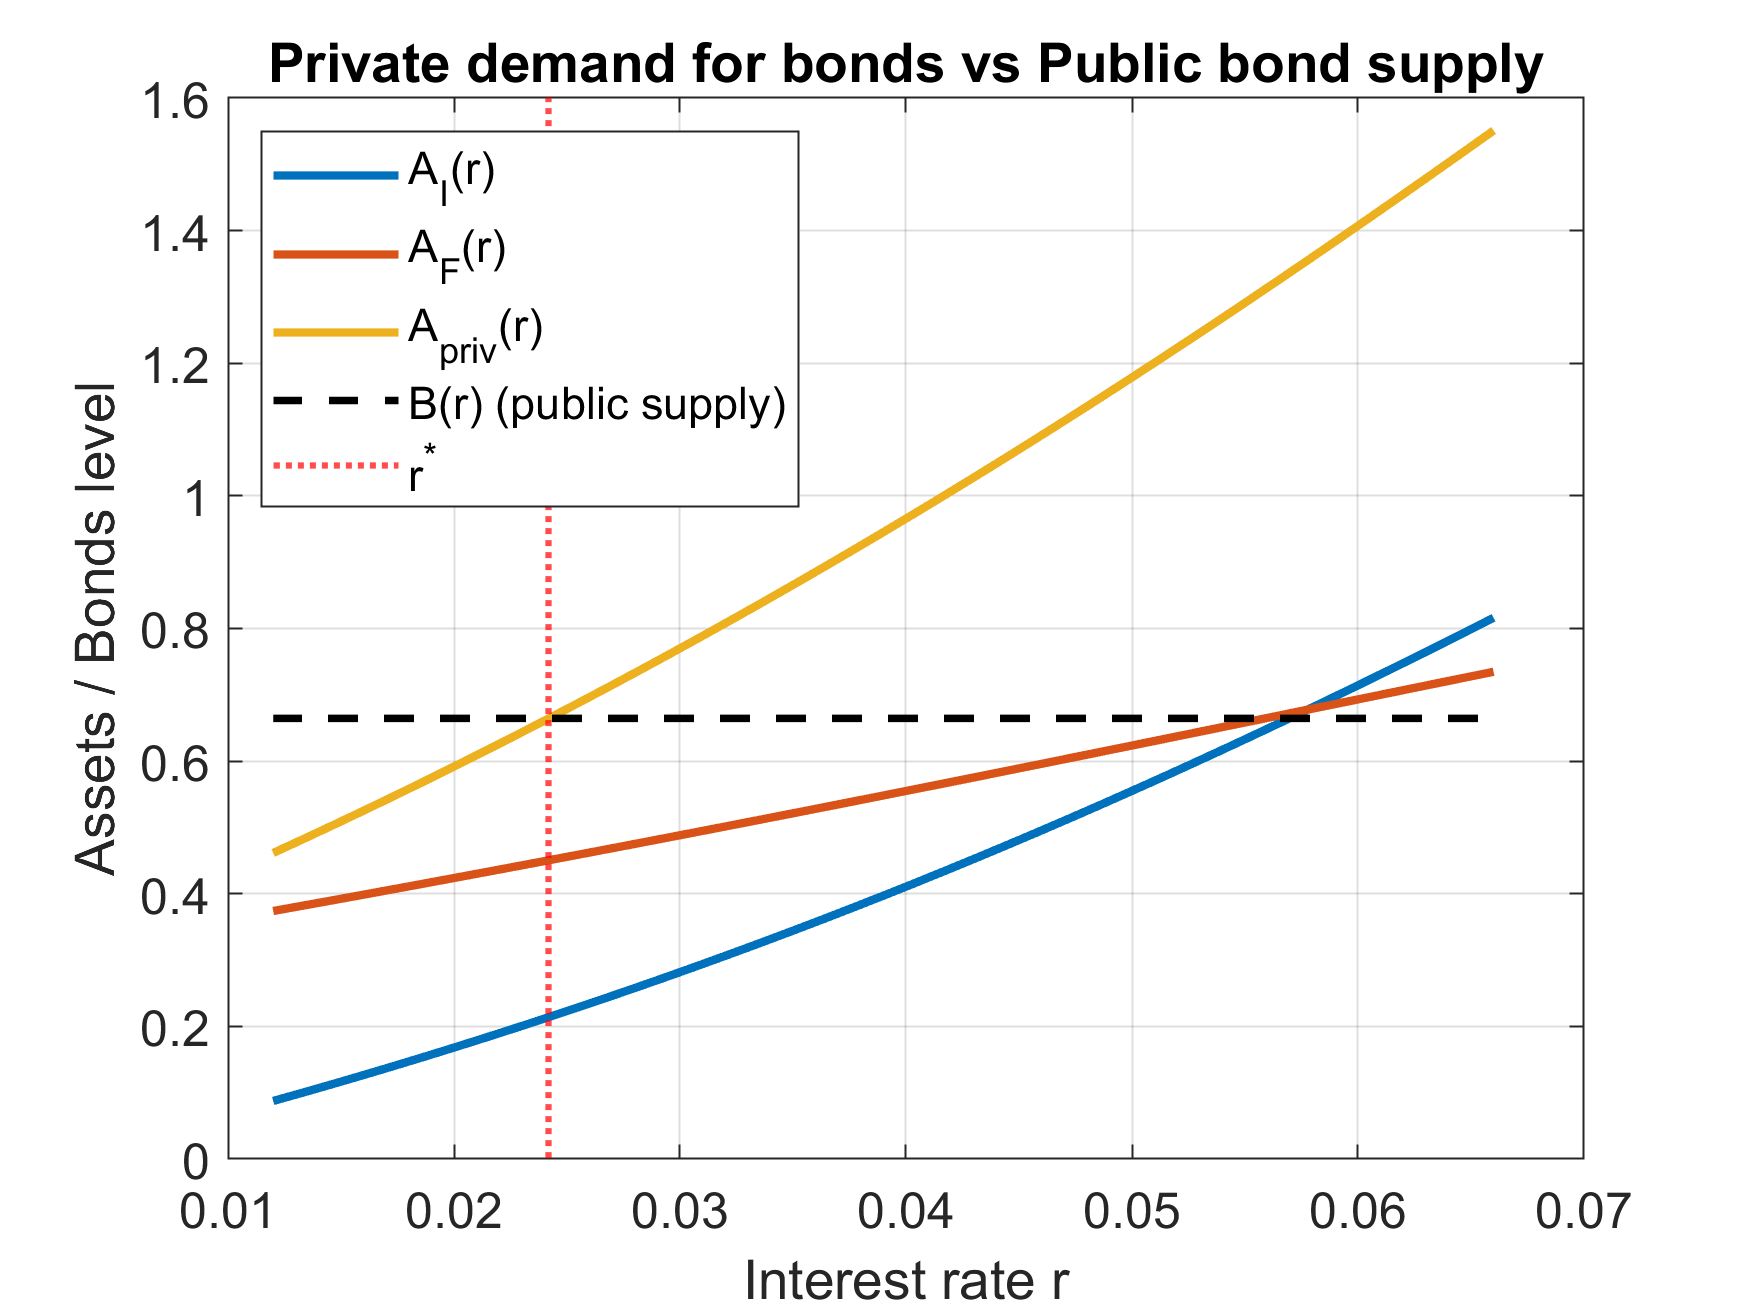 Private demand for bonds vs Public bond supply
1.6
1.4
1.2
1
0.8
0.6
0.4
0.2
0
Assets / Bonds level
A_I(r)
A_F(r)
A_priv(r)
B(r) (public supply)
r^*
0.01 0.02 0.03 0.04 0.05 0.06 0.07
Interest rate r